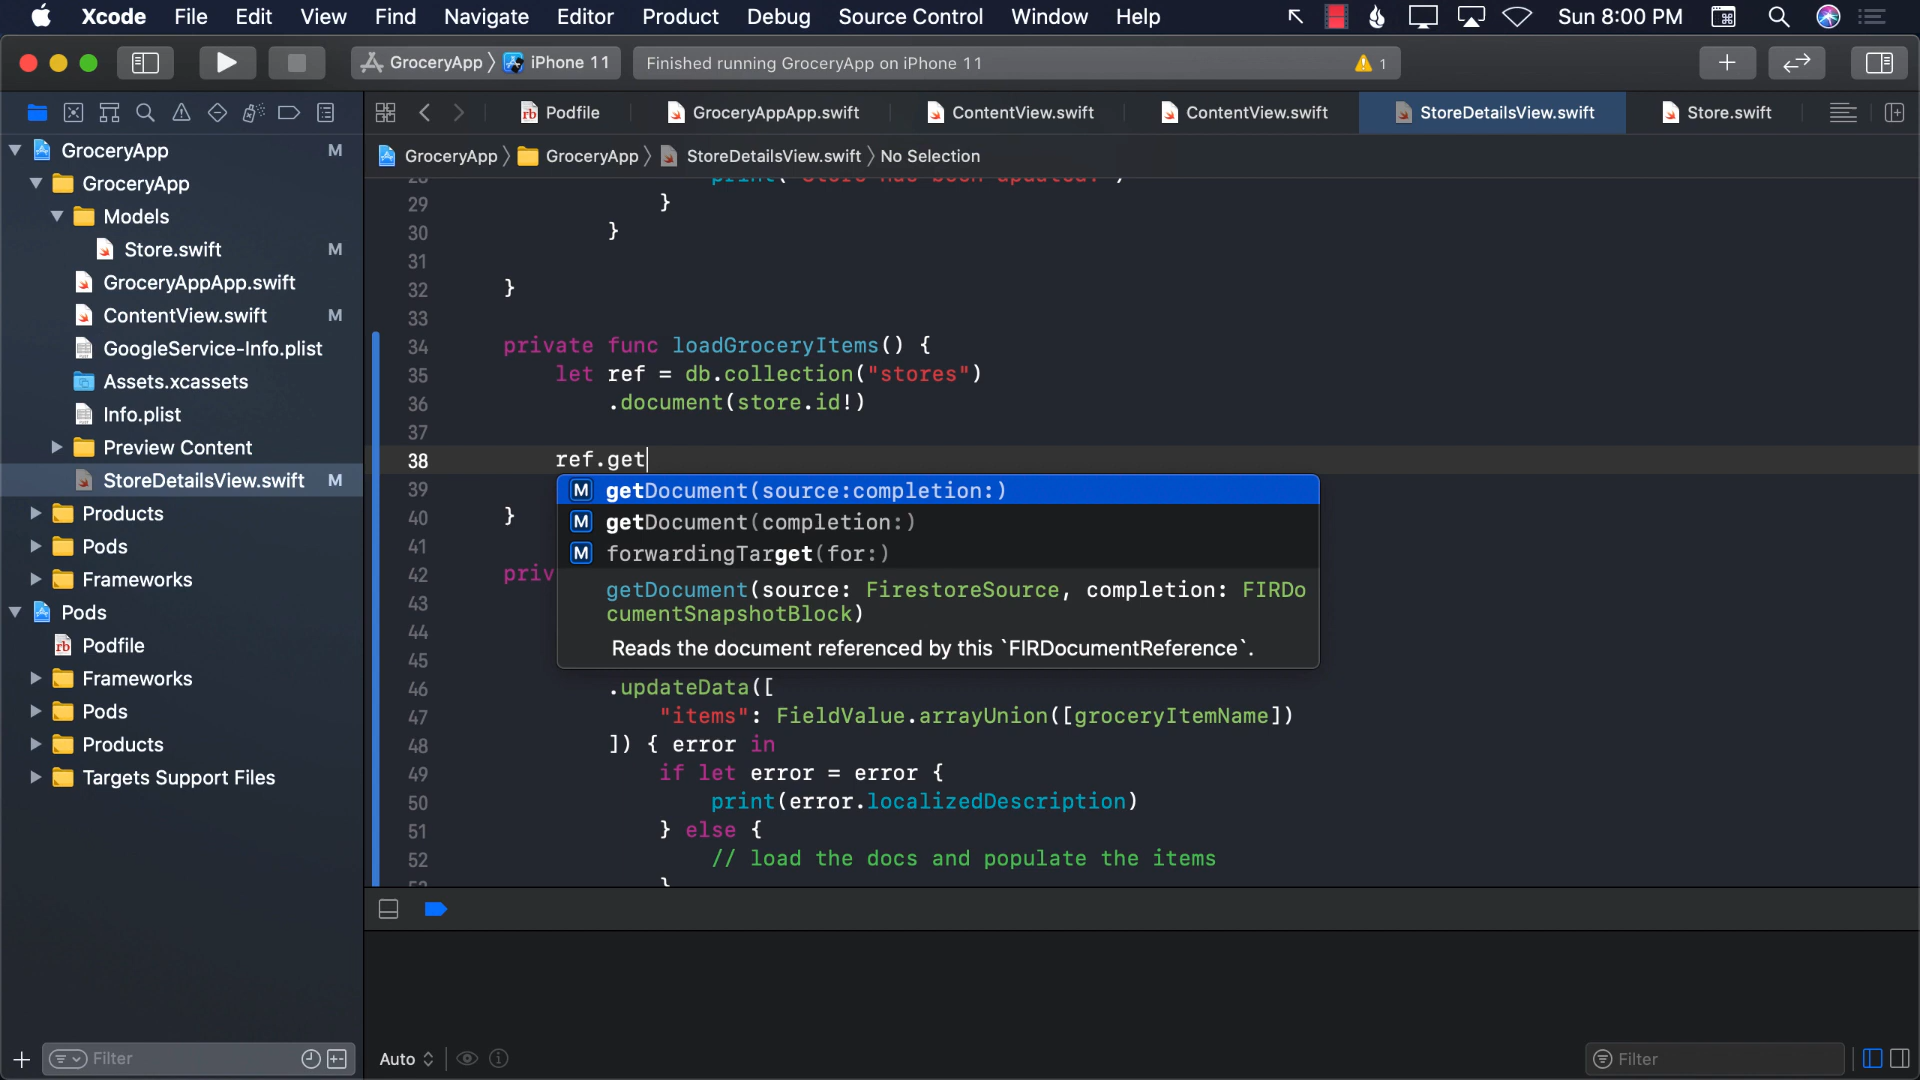 Xcode File Edit View Find Navigate Editor Product Debug Source Control Window Help Sun 8:00 PM
GroceryApp iPhone 11 Finished running GroceryApp on iPhone 11 1
Podfile GroceryAppApp.swift ContentView.swift ContentView.swift StoreDetailsView.swift Store.swift
GroceryApp GroceryApp StoreDetailsView.swift No Selection
GroceryApp M
GroceryApp
Models
Store.swift M
GroceryAppApp.swift
ContentView.swift M
GoogleService-Info.plist
Assets.xcassets
Info.plist
Preview Content
StoreDetailsView.swift M
Products
Pods
Frameworks
Pods
Podfile
Frameworks
Pods
Products
Targets Support Files
Filter
29 }
30 }
31
32 }
33
34 private func loadGroceryItems() {
35 let ref = db.collection("stores")
36 .document(store.id!)
37
38 ref.get
M getDocument(source:completion:)
M getDocument(completion:)
M forwardingTarget(for:)
getDocument(source: FirestoreSource, completion: FIRDo
cumentSnapshotBlock)
Reads the document referenced by this `FIRDocumentReference`.
39
40 }
41
42 priv
43
44
45
46 .updateData([
47 "items": FieldValue.arrayUnion([groceryItemName])
48 ]) { error in
49 if let error = error {
50 print(error.localizedDescription)
51 } else {
52 // load the docs and populate the items
}
Auto
Filter